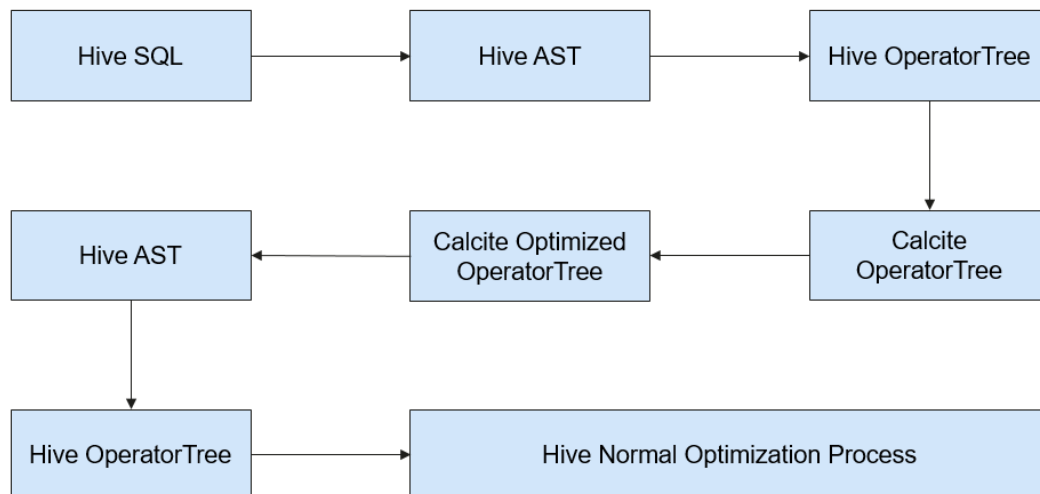 Hive SQL
Hive AST
Hive OperatorTree
Hive AST
Calcite Optimized
OperatorTree
Calcite
OperatorTree
Hive OperatorTree
Hive Normal Optimization Process